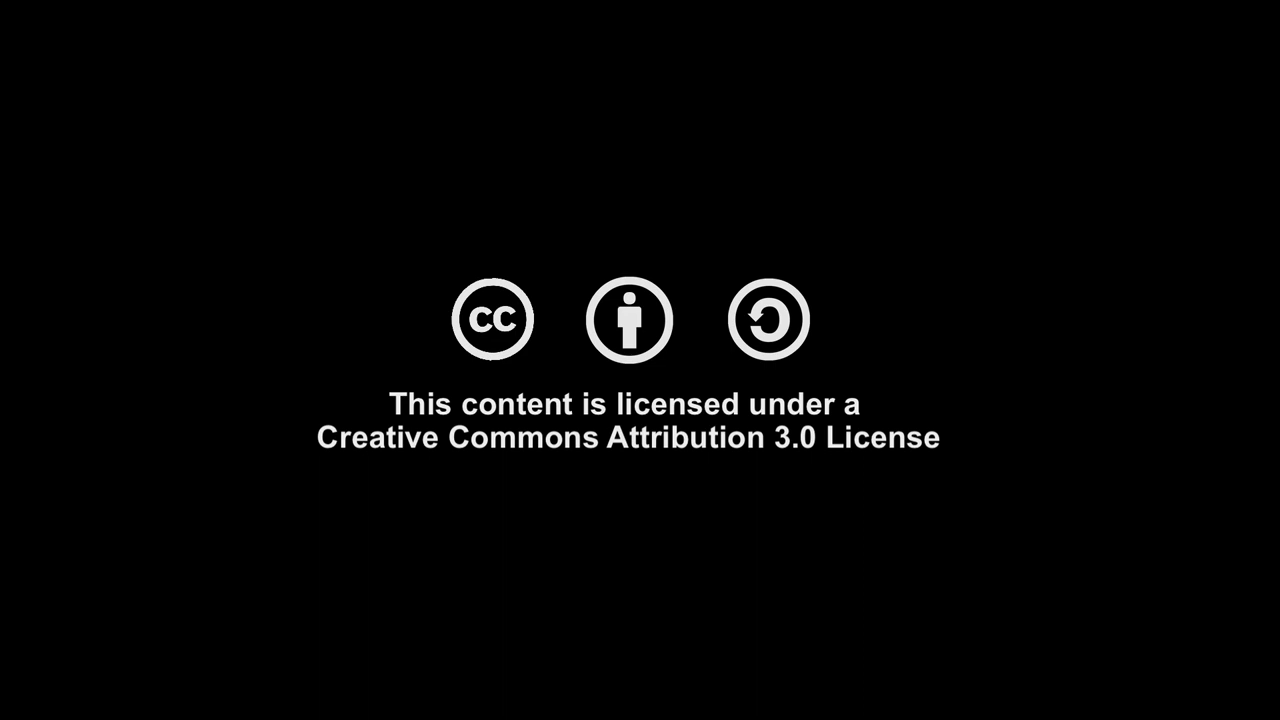 cc
This content is licensed under a
Creative Commons Attribution 3.0 License